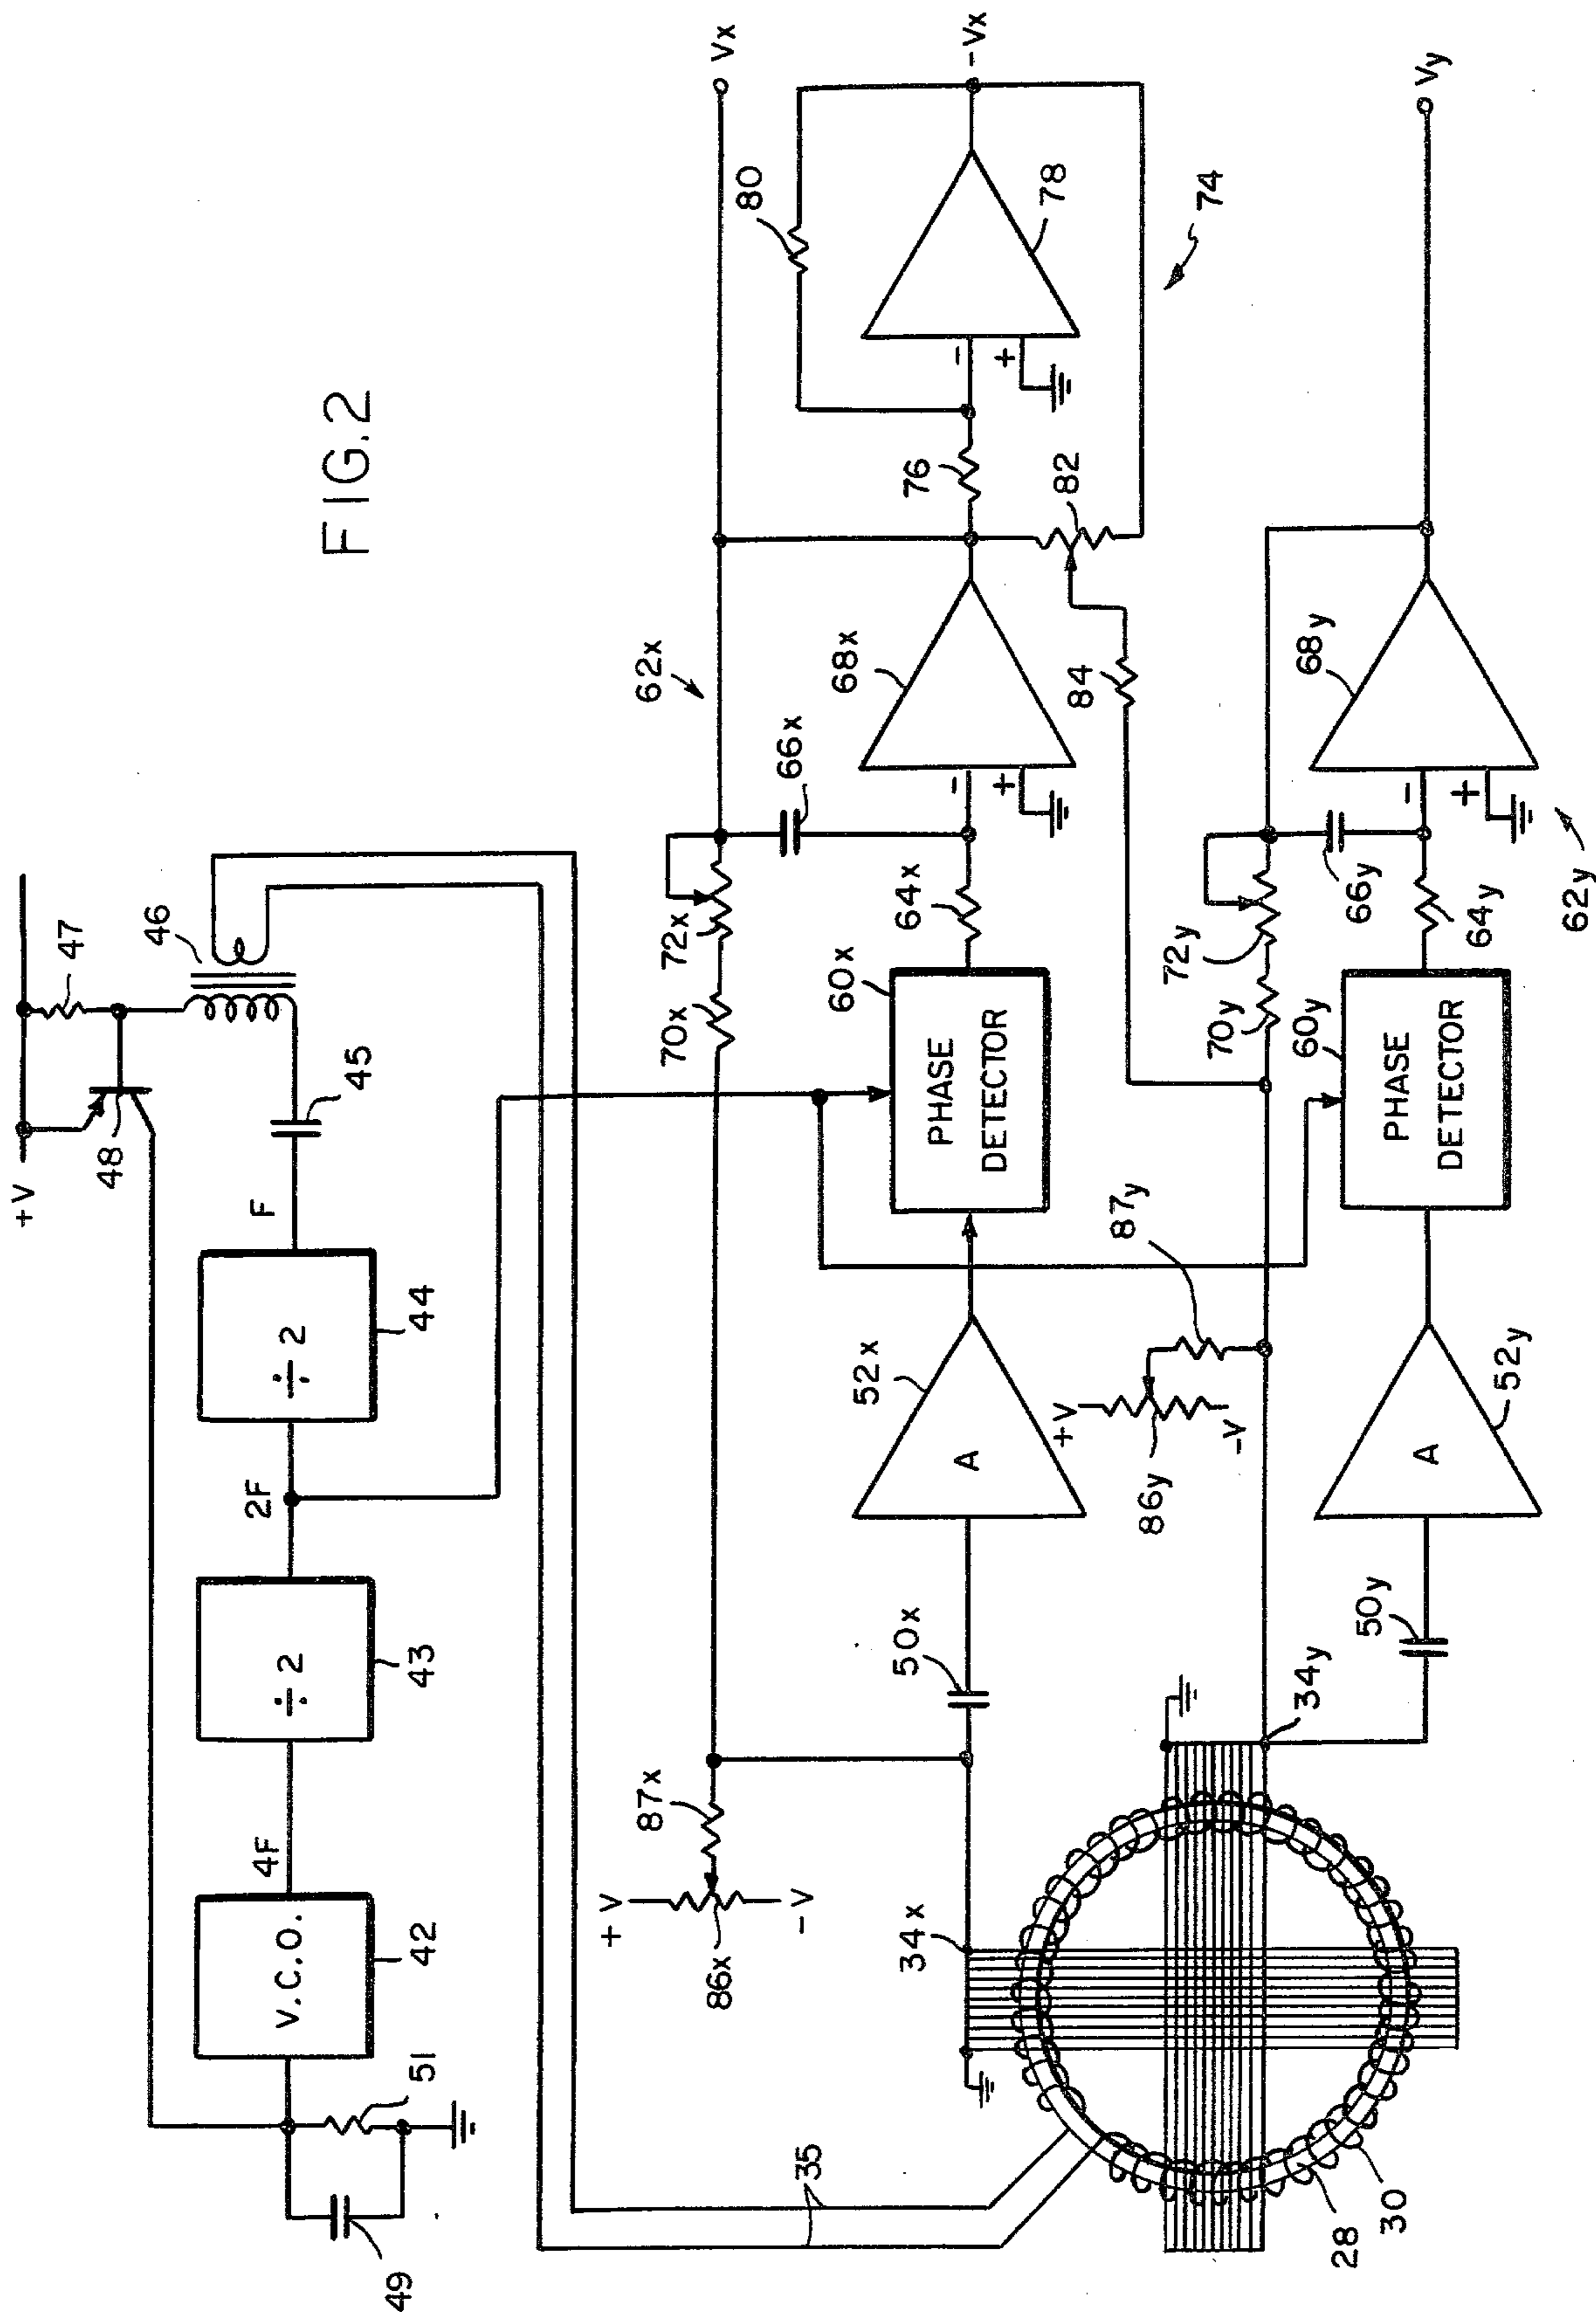 FIG.2
+V
47
46
48
45
F
44
÷2
2F
43
÷2
4F
42
V.C.O.
51
49
35
Vx
-Vx
Vy
80
78
74
76
82
84
62x
68x
66x
- +
- +
72x
70x
64x
60x
PHASE
DETECTOR
52x
A
50x
87x
+V
-V
86x
34x
68y
62y
66y
- +
64y
72y
70y
60y
PHASE
DETECTOR
87y
+V
-V
86y
52y
A
50y
34y
28
30